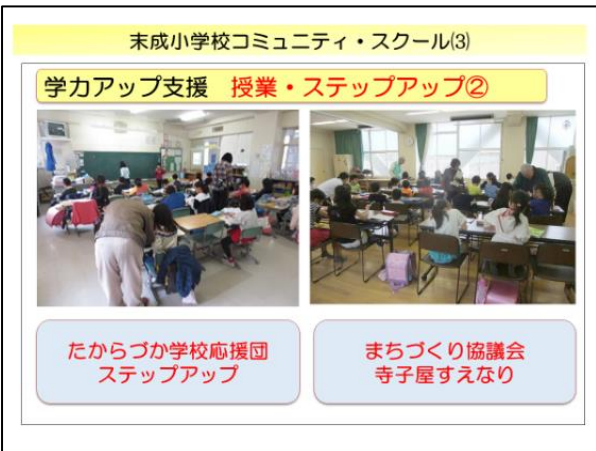 末成小学校コミュニティ・スクール⑶
学力アップ支援 授業・ステップアップ②
たからづか学校応援団
ステップアップ
まちづくり協議会
寺子屋すえなり